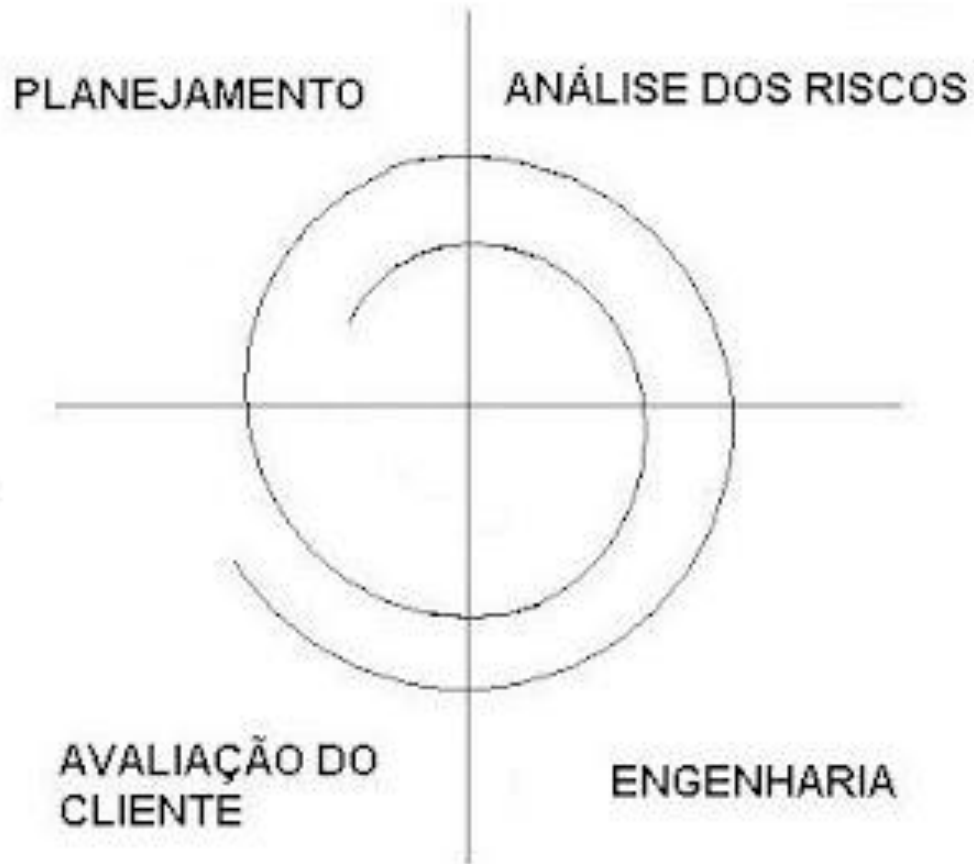 PLANEJAMENTO
ANÁLISE DOS RISCOS
AVALIAÇÃO DO
CLIENTE
ENGENHARIA